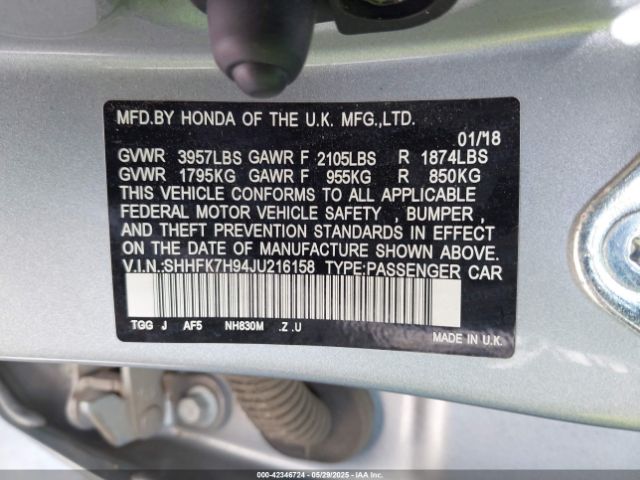 MFD.BY HONDA OF THE U.K. MFG.,LTD.
01/18
GVWR 3957LBS GAWR F 2105LBS R 1874LBS
GVWR 1795KG GAWR F 955KG R 850KG
THIS VEHICLE CONFORMS TO ALL APPLICABLE
FEDERAL MOTOR VEHICLE SAFETY , BUMPER ,
AND THEFT PREVENTION STANDARDS IN EFFECT
ON THE DATE OF MANUFACTURE SHOWN ABOVE.
V.I.N.:SHHFK7H94JU216158 TYPE:PASSENGER CAR
TGG J AF5 NH830M .Z .U
MADE IN U.K.
000-42346724 — 05/29/2025 — IAAI.COM